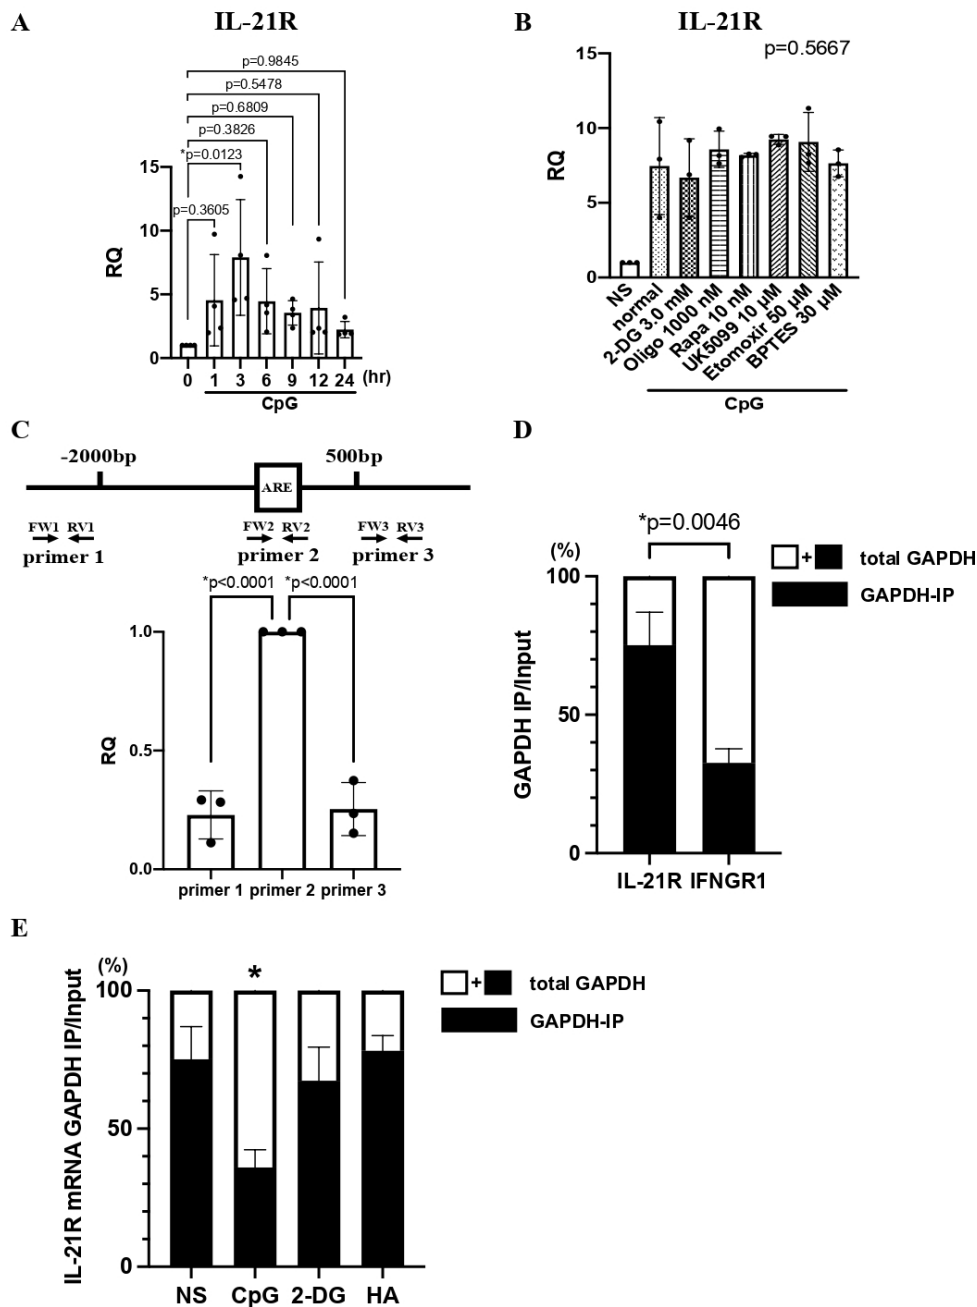 A
IL-21R
p=0.9845
p=0.5478
p=0.6809
p=0.3826
*p=0.0123
p=0.3605
RQ
15
10
5
0
0 1 3 6 9 12 24 (hr)
CpG
B
IL-21R
p=0.5667
RQ
15
10
5
0
NS
normal
2-DG 3.0 mM
Oligo 1000 nM
Rapa 10 nM
UK5099 10 μM
Etomoxir 50 μM
BPTES 30 μM
CpG
C
-2000bp
500bp
ARE
FW1 RV1
primer 1
FW2 RV2
primer 2
FW3 RV3
primer 3
*p<0.0001 *p<0.0001
RQ
1.0
0.5
0.0
primer 1 primer 2 primer 3
D
*p=0.0046
(%)
GAPDH IP/Input
100
50
0
IL-21R IFNGR1
+ total GAPDH
GAPDH-IP
E
(%)
*
IL-21R mRNA GAPDH IP/Input
100
50
0
NS CpG 2-DG HA
+ total GAPDH
GAPDH-IP